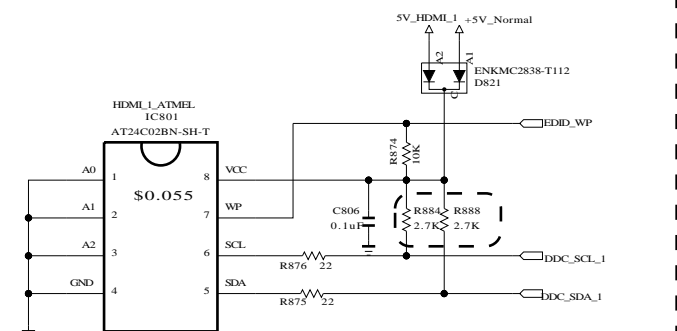 5V_HDMI_1 +5V_Normal
A2 A1
ENKMC2838-T112
D821
C
HDMI_1_ATMEL
IC801
AT24C02BN-SH-T
EDID_WP
R874
10K
A0 1 8 VCC
$0.055
A1 2 7 WP
C806
0.1uF
R884 R888
2.7K 2.7K
A2 3 6 SCL
R876 22
DDC_SCL_1
GND 4 5 SDA
R875 22
DDC_SDA_1